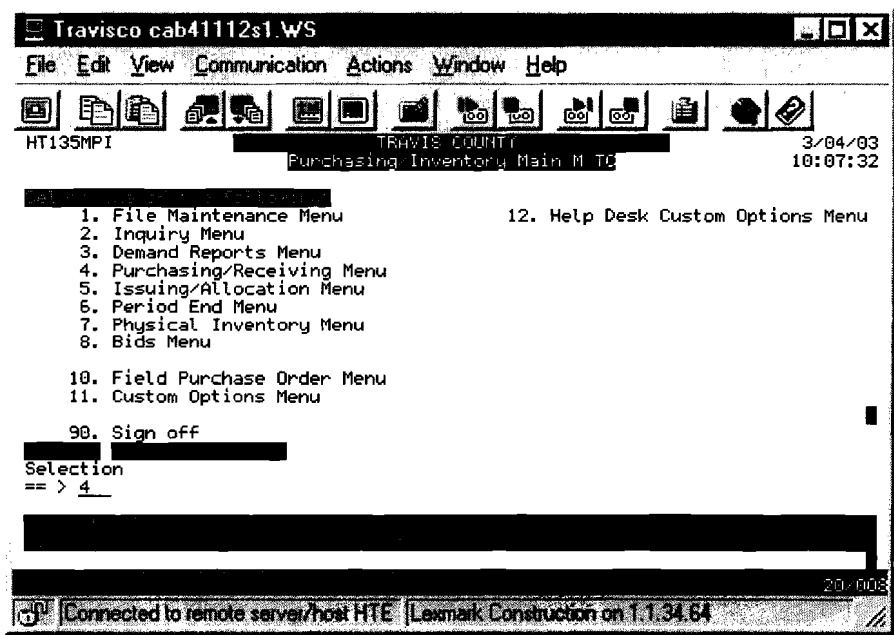 Travisco cab41112s1.WS
File Edit View Communication Actions Window Help
HT135MPI TRAVIS COUNTY 3/04/03
Purchasing/Inventory Main M TC 10:07:32
1. File Maintenance Menu 12. Help Desk Custom Options Menu
2. Inquiry Menu
3. Demand Reports Menu
4. Purchasing/Receiving Menu
5. Issuing/Allocation Menu
6. Period End Menu
7. Physical Inventory Menu
8. Bids Menu
10. Field Purchase Order Menu
11. Custom Options Menu
90. Sign off
Selection
== > 4
20/008
Connected to remote server/host HTE Lexmark Construction on 1.1.34.64